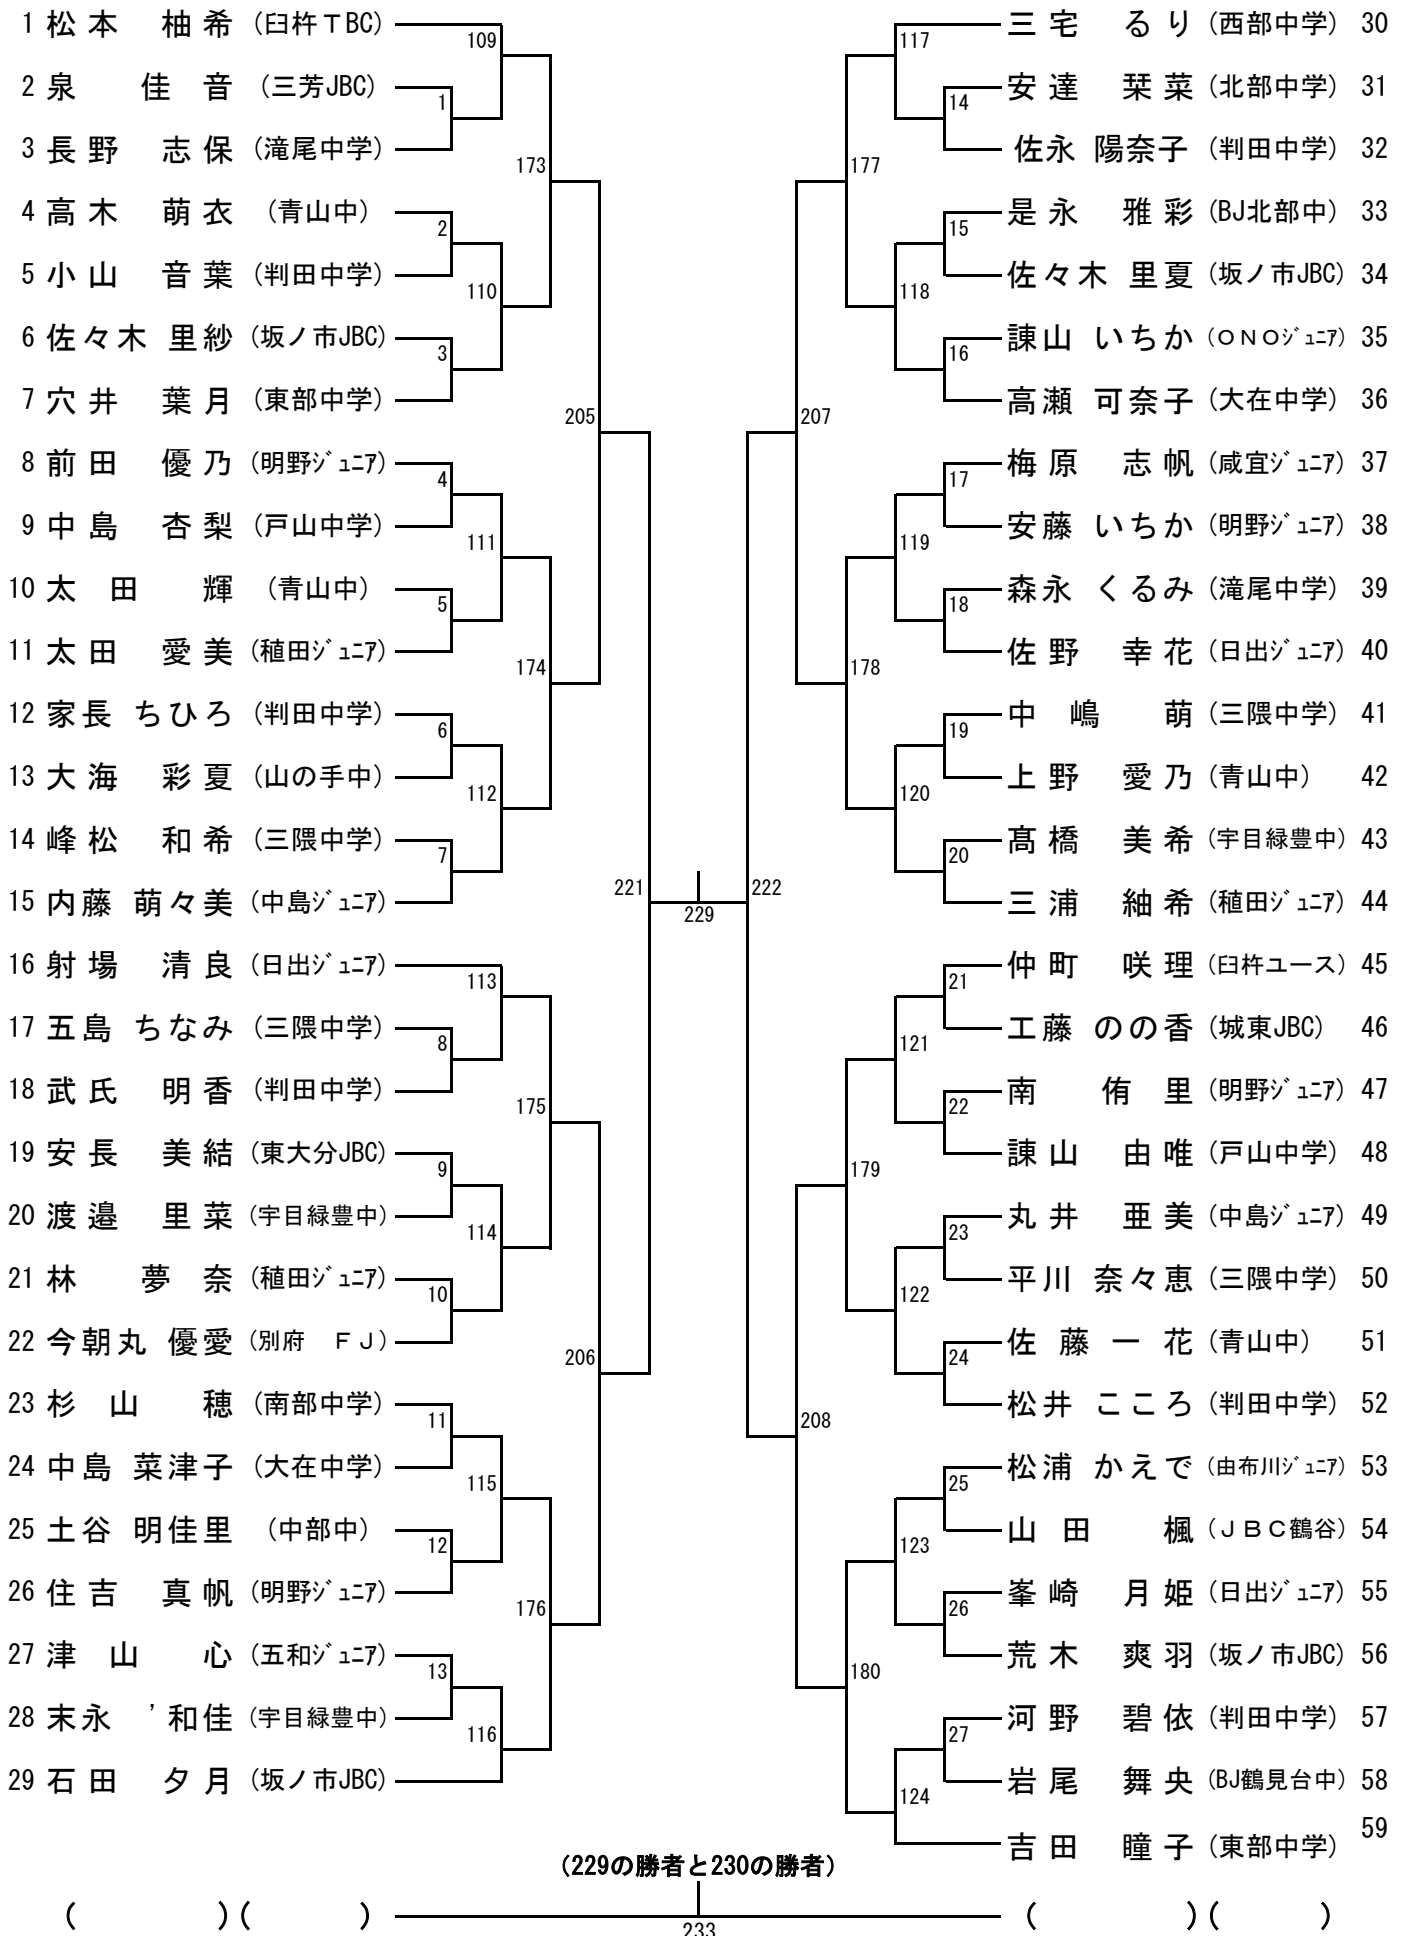 1 松本 柚希 (臼杵TBC)
2 泉 佳音 (三芳JBC)
3 長野 志保 (滝尾中学)
4 高木 萌衣 (青山中)
5 小山 音葉 (判田中学)
6 佐々木 里紗 (坂ノ市JBC)
7 穴井 葉月 (東部中学)
8 前田 優乃 (明野ジュニア)
9 中島 杏梨 (戸山中学)
10 太田 輝 (青山中)
11 太田 愛美 (稙田ジュニア)
12 家長 ちひろ (判田中学)
13 大海 彩夏 (山の手中)
14 峰松 和希 (三隈中学)
15 内藤 萌々美 (中島ジュニア)
16 射場 清良 (日出ジュニア)
17 五島 ちなみ (三隈中学)
18 武氏 明香 (判田中学)
19 安長 美結 (東大分JBC)
20 渡邉 里菜 (宇目緑豊中)
21 林 夢奈 (稙田ジュニア)
22 今朝丸 優愛 (別府 FJ)
23 杉山 穂 (南部中学)
24 中島 菜津子 (大在中学)
25 土谷 明佳里 (中部中)
26 住吉 真帆 (明野ジュニア)
27 津山 心 (五和ジュニア)
28 末永 '和佳 (宇目緑豊中)
29 石田 夕月 (坂ノ市JBC)
109
1
173
2
110
3
205
4
111
5
174
6
112
7
221
113
8
175
9
114
10
206
11
115
12
176
13
116
229
222
117
14
177
15
118
16
207
17
119
18
178
19
120
20
21
121
22
179
23
122
24
208
25
123
26
180
27
124
三宅 るり (西部中学) 30
安達 栞菜 (北部中学) 31
佐永 陽奈子 (判田中学) 32
是永 雅彩 (BJ北部中) 33
佐々木 里夏 (坂ノ市JBC) 34
諌山 いちか (ONOジュニア) 35
高瀬 可奈子 (大在中学) 36
梅原 志帆 (咸宜ジュニア) 37
安藤 いちか (明野ジュニア) 38
森永 くるみ (滝尾中学) 39
佐野 幸花 (日出ジュニア) 40
中嶋 萌 (三隈中学) 41
上野 愛乃 (青山中) 42
髙橋 美希 (宇目緑豊中) 43
三浦 紬希 (稙田ジュニア) 44
仲町 咲理 (臼杵ユース) 45
工藤 のの香 (城東JBC) 46
南 侑里 (明野ジュニア) 47
諌山 由唯 (戸山中学) 48
丸井 亜美 (中島ジュニア) 49
平川 奈々恵 (三隈中学) 50
佐藤 一花 (青山中) 51
松井 こころ (判田中学) 52
松浦 かえで (由布川ジュニア) 53
山田 楓 (JBC鶴谷) 54
峯崎 月姫 (日出ジュニア) 55
荒木 爽羽 (坂ノ市JBC) 56
河野 碧依 (判田中学) 57
岩尾 舞央 (BJ鶴見台中) 58
吉田 瞳子 (東部中学) 59
(229の勝者と230の勝者)
( )( ) ( )( )
233